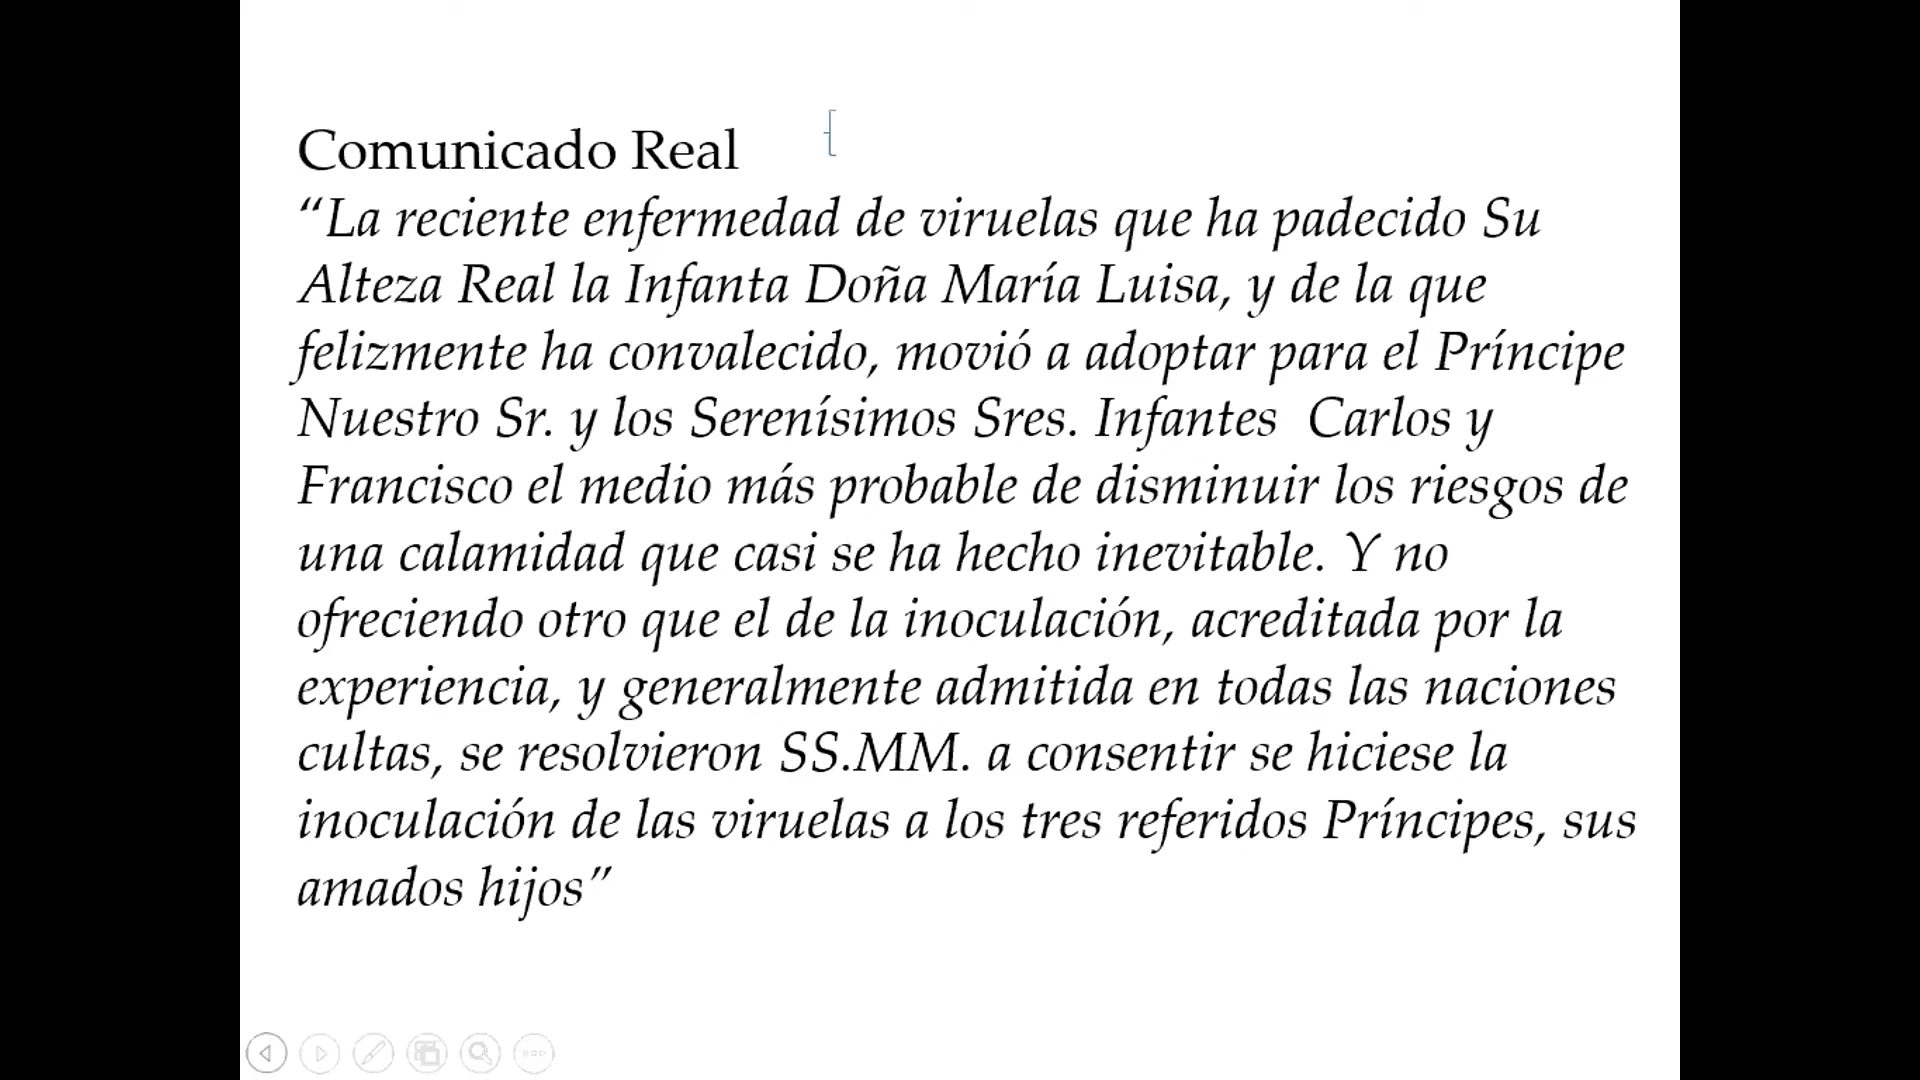 Comunicado Real
“La reciente enfermedad de viruelas que ha padecido Su
Alteza Real la Infanta Doña María Luisa, y de la que
felizmente ha convalecido, movió a adoptar para el Príncipe
Nuestro Sr. y los Serenísimos Sres. Infantes Carlos y
Francisco el medio más probable de disminuir los riesgos de
una calamidad que casi se ha hecho inevitable. Y no
ofreciendo otro que el de la inoculación, acreditada por la
experiencia, y generalmente admitida en todas las naciones
cultas, se resolvieron SS.MM. a consentir se hiciese la
inoculación de las viruelas a los tres referidos Príncipes, sus
amados hijos”